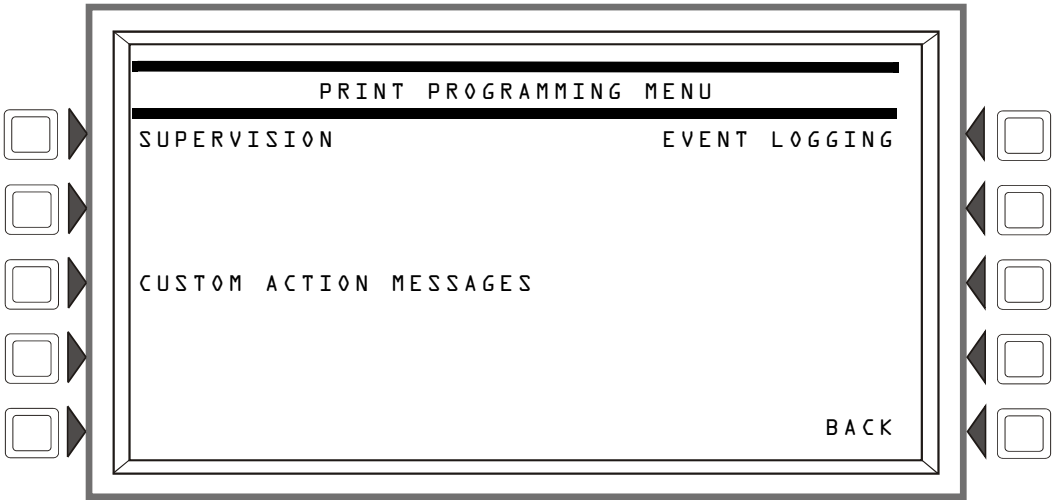 PRINT PROGRAMMING MENU
SUPERVISION EVENT LOGGING
CUSTOM ACTION MESSAGES
BACK